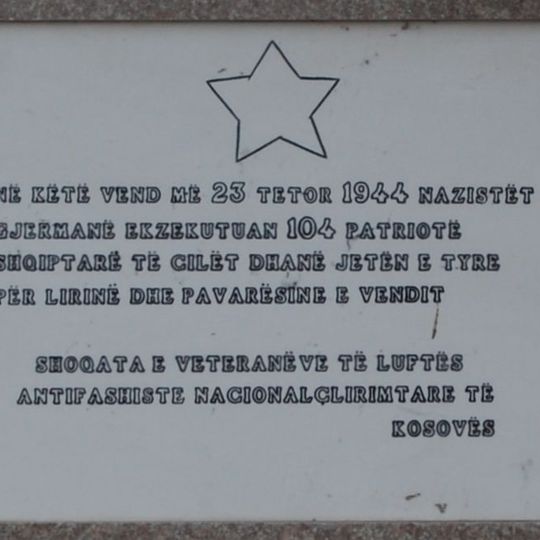 NË KËTË VEND MË 23 TETOR 1944 NAZISTËT
GJERMANË EKZEKUTUAN 104 PATRIOTË
SHQIPTARË TË CILËT DHANË JETËN E TYRE
PËR LIRINË DHE PAVARËSINE E VENDIT
SHOQATA E VETERANËVE TË LUFTËS
ANTIFASHISTE NACIONALÇLIRIMTARE TË
KOSOVËS